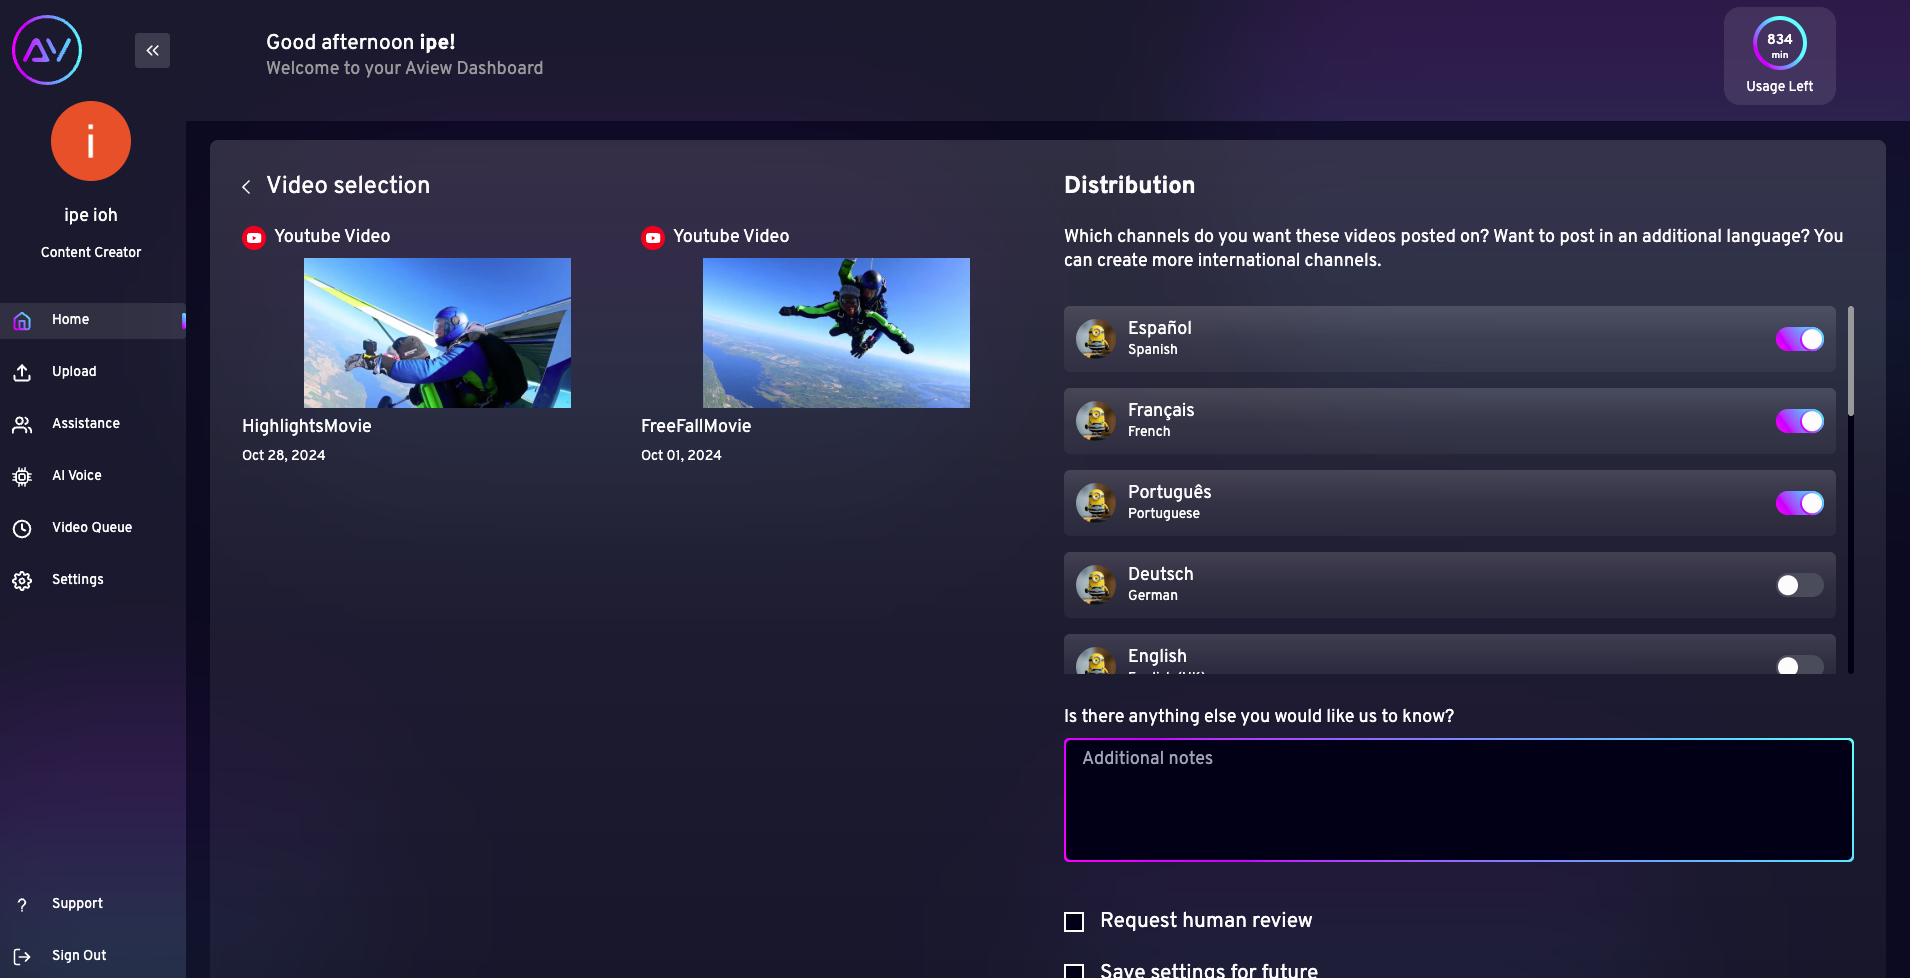 AV
Good afternoon ipe!
Welcome to your Aview Dashboard
834
min
Usage Left
i
ipe ioh
Content Creator
Home
Upload
Assistance
AI Voice
Video Queue
Settings
Support
Sign Out
Video selection
Youtube Video
HighlightsMovie
Oct 28, 2024
Youtube Video
FreeFallMovie
Oct 01, 2024
Distribution
Which channels do you want these videos posted on? Want to post in an additional language? You
can create more international channels.
Español
Spanish
Français
French
Português
Portuguese
Deutsch
German
English
English (UK)
Is there anything else you would like us to know?
Additional notes
Request human review
Save settings for future